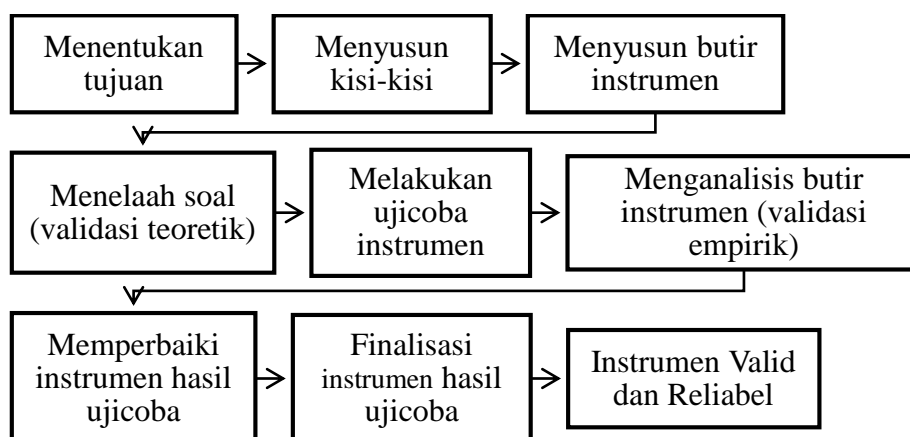 Menentukan
tujuan
Menyusun
kisi-kisi
Menyusun butir
instrumen
Menelaah soal
(validasi teoretik)
Melakukan
ujicoba
instrumen
Menganalisis butir
instrumen (validasi
empirik)
Memperbaiki
instrumen hasil
ujicoba
Finalisasi
instrumen hasil
ujicoba
Instrumen Valid
dan Reliabel